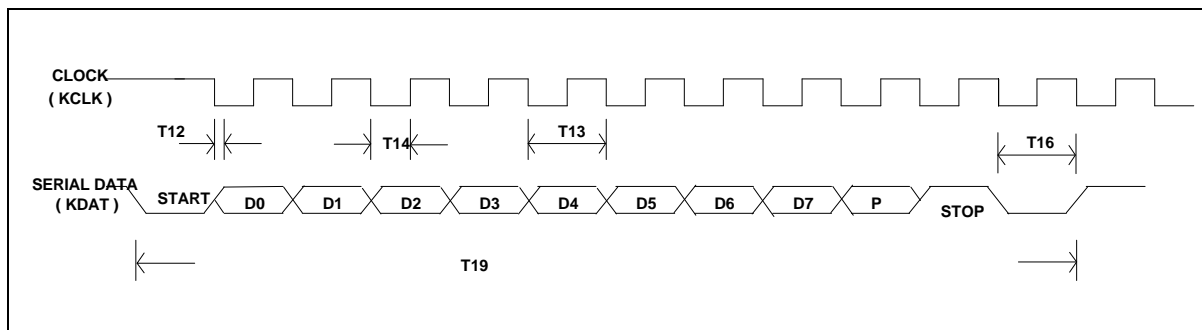 CLOCK
( KCLK )
T12
T14
T13
T16
SERIAL DATA
( KDAT )
START
D0
D1
D2
D3
D4
D5
D6
D7
P
STOP
T19